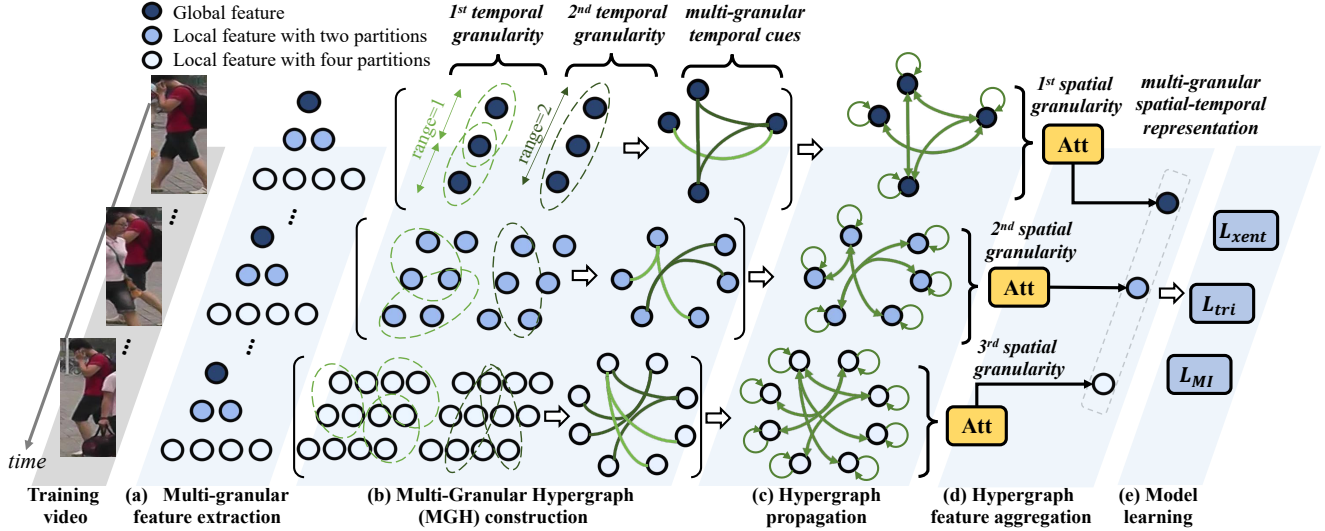 Global feature
Local feature with two partitions
Local feature with four partitions
1st temporal
granularity
2nd temporal
granularity
multi-granular
temporal cues
range=1
range=2
1st spatial
granularity
multi-granular
spatial-temporal
representation
Att
2nd spatial
granularity
Att
3rd spatial
granularity
Att
Lxent
Ltri
LMI
time
Training
video
(a) Multi-granular
feature extraction
(b) Multi-Granular Hypergraph
(MGH) construction
(c) Hypergraph
propagation
(d) Hypergraph
feature aggregation
(e) Model
learning